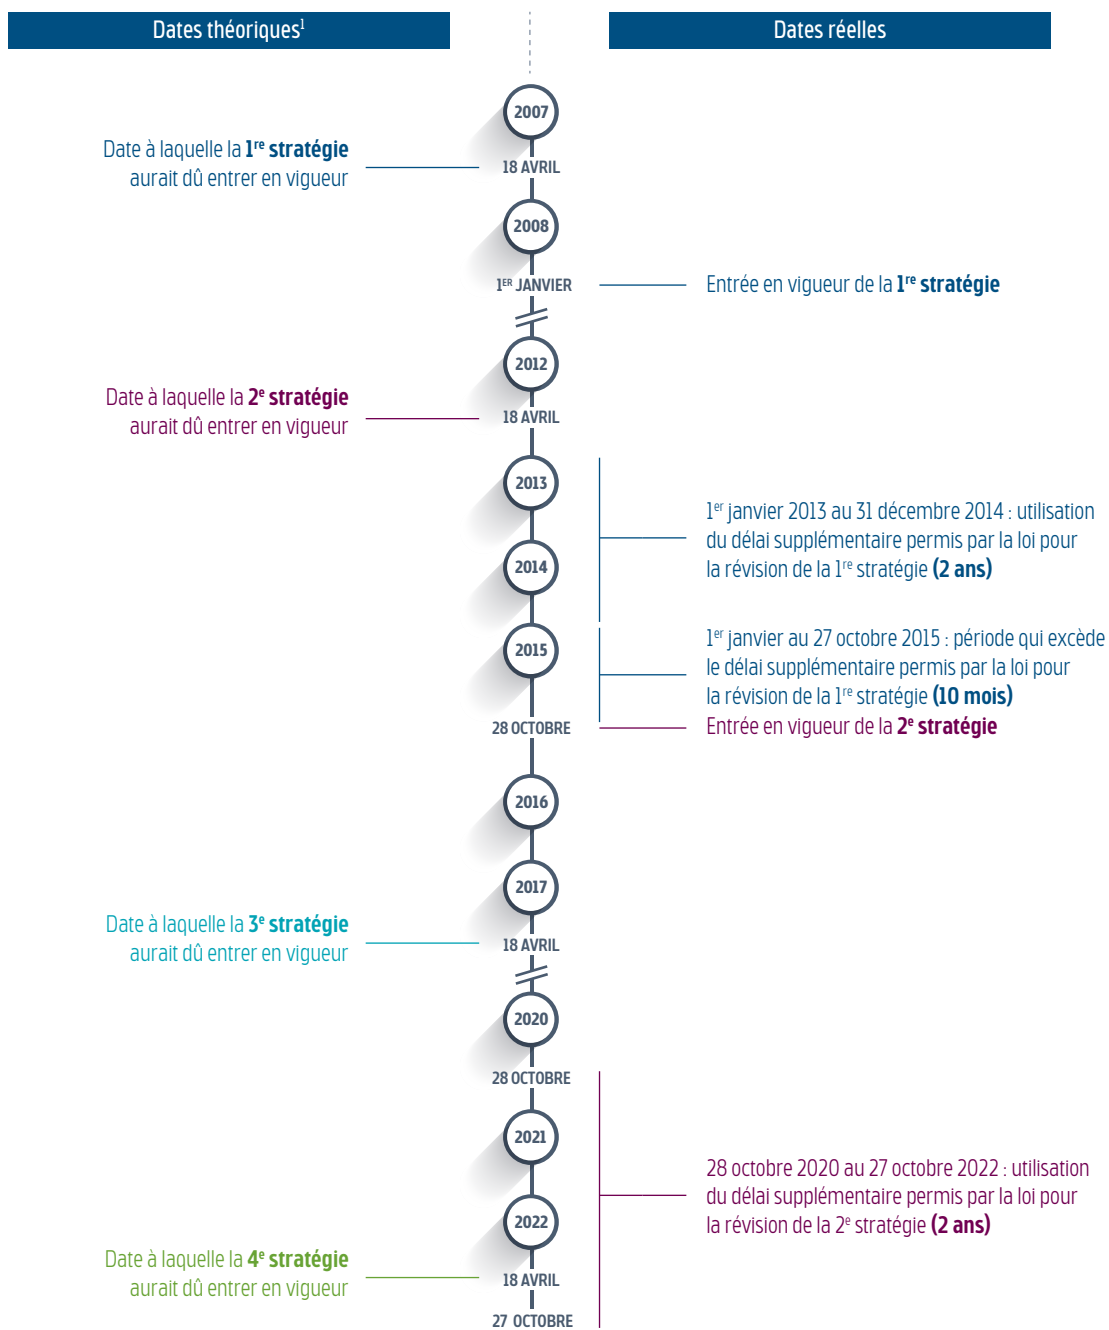 Dates théoriques¹
Dates réelles
2007
Date à laquelle la 1re stratégie
aurait dû entrer en vigueur
18 AVRIL
2008
1ER JANVIER
Entrée en vigueur de la 1re stratégie
2012
Date à laquelle la 2e stratégie
aurait dû entrer en vigueur
18 AVRIL
2013
1er janvier 2013 au 31 décembre 2014 : utilisation
du délai supplémentaire permis par la loi pour
la révision de la 1re stratégie (2 ans)
2014
2015
1er janvier au 27 octobre 2015 : période qui excède
le délai supplémentaire permis par la loi pour
la révision de la 1re stratégie (10 mois)
28 OCTOBRE
Entrée en vigueur de la 2e stratégie
2016
2017
Date à laquelle la 3e stratégie
aurait dû entrer en vigueur
18 AVRIL
2020
28 OCTOBRE
2021
28 octobre 2020 au 27 octobre 2022 : utilisation
du délai supplémentaire permis par la loi pour
la révision de la 2e stratégie (2 ans)
2022
Date à laquelle la 4e stratégie
aurait dû entrer en vigueur
18 AVRIL
27 OCTOBRE